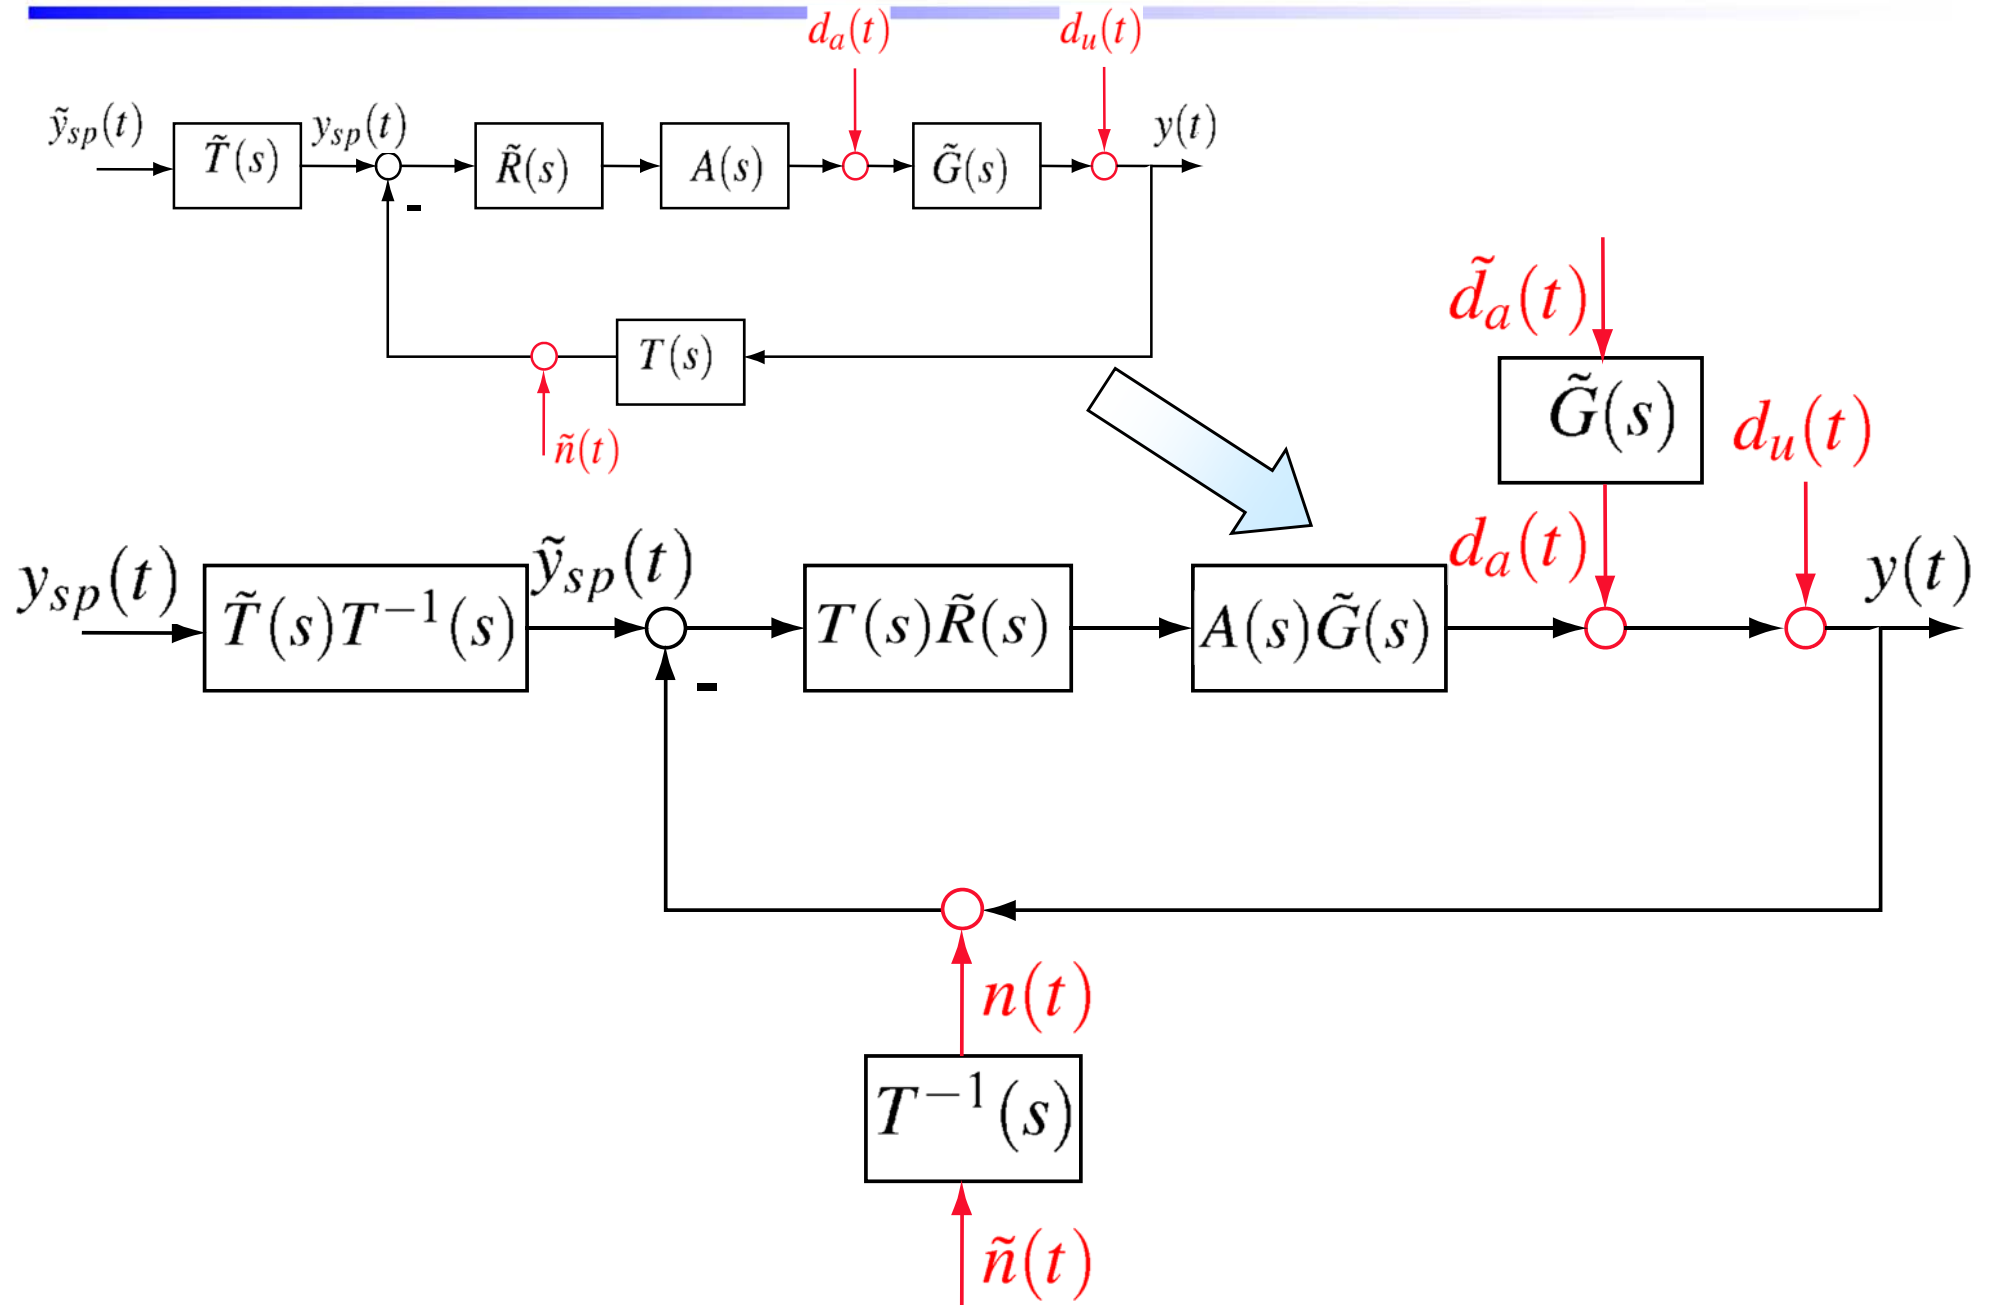 d_a(t) d_u(t)
ỹ_sp(t) T̃(s) y_sp(t) R̃(s) A(s) G̃(s) y(t)
-
T(s)
ñ(t)
d̃_a(t)
G̃(s) d_u(t)
d_a(t)
y_sp(t) T̃(s)T⁻¹(s) ỹ_sp(t) T(s)R̃(s) A(s)G̃(s) y(t)
-
n(t)
T⁻¹(s)
ñ(t)